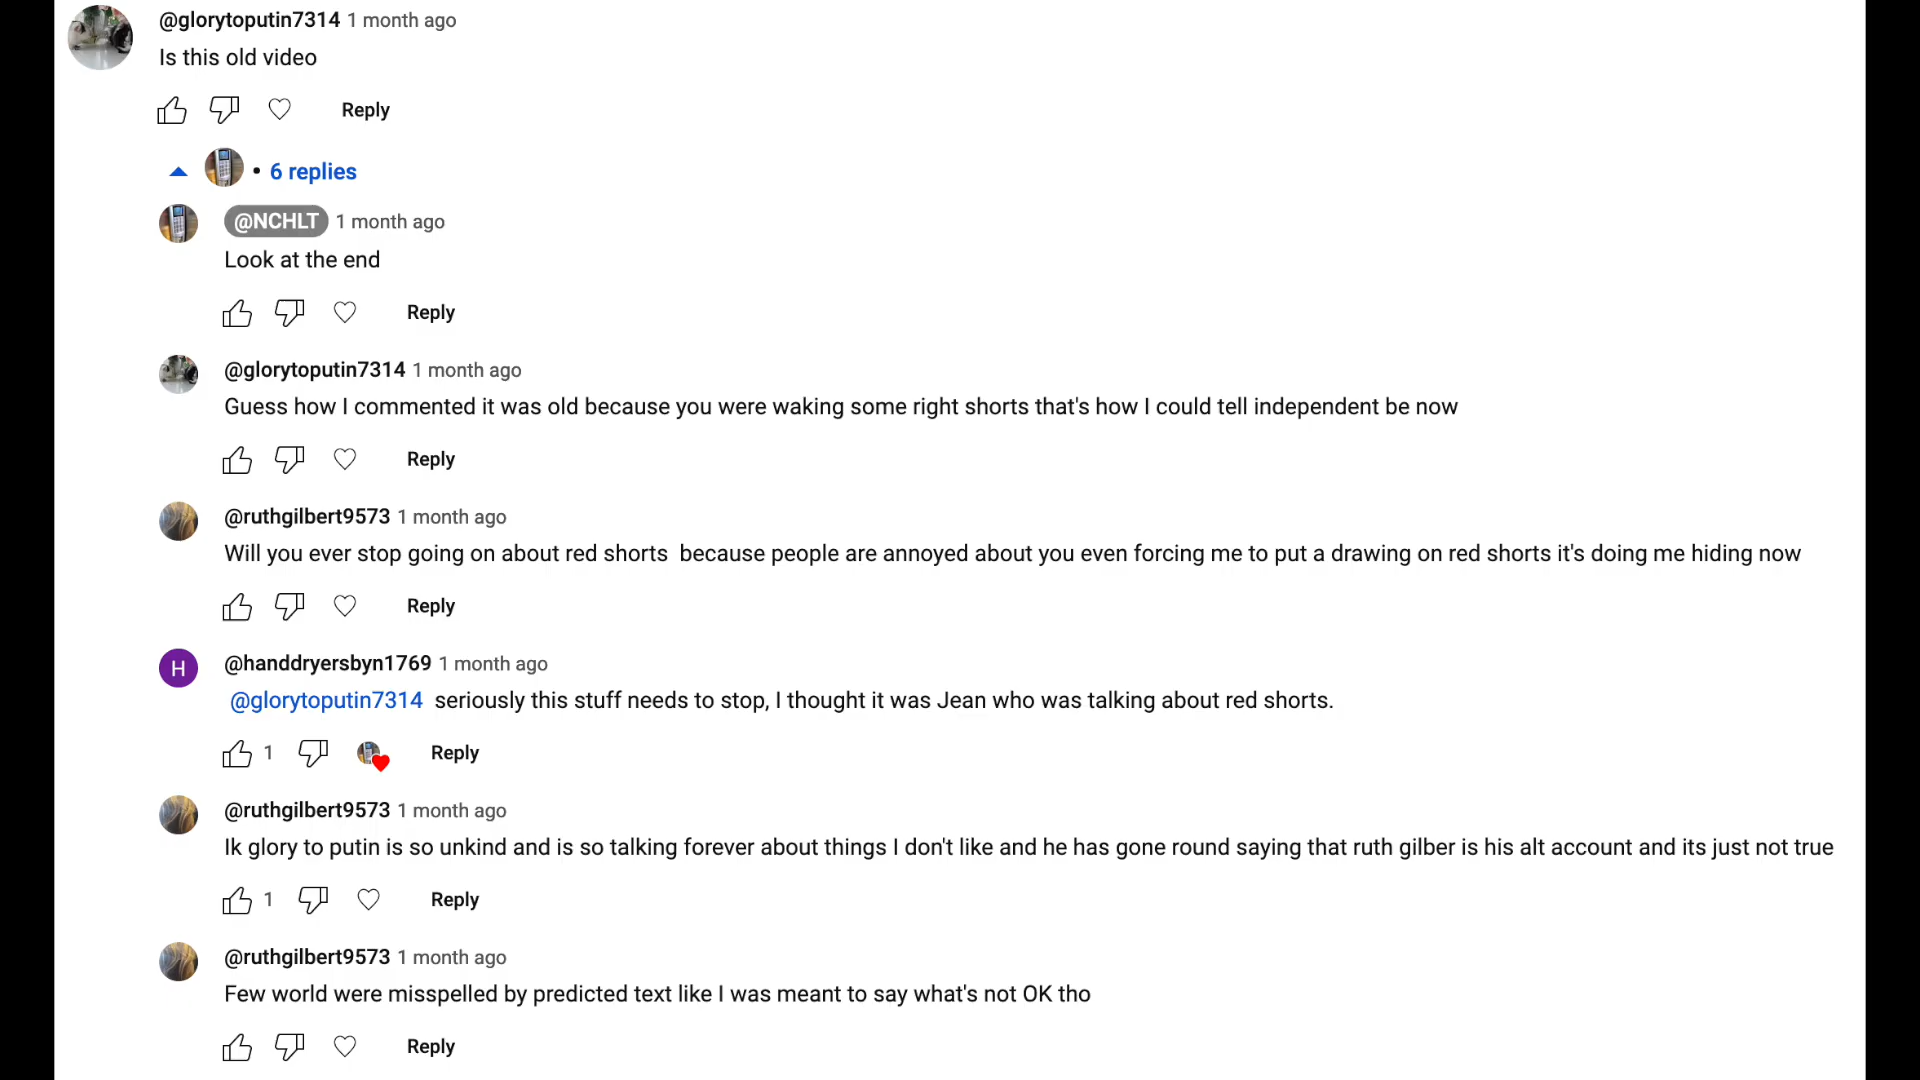 @glorytoputin7314 1 month ago
Is this old video
Reply
• 6 replies
@NCHLT 1 month ago
Look at the end
Reply
@glorytoputin7314 1 month ago
Guess how I commented it was old because you were waking some right shorts that's how I could tell independent be now
Reply
@ruthgilbert9573 1 month ago
Will you ever stop going on about red shorts  because people are annoyed about you even forcing me to put a drawing on red shorts it's doing me hiding now
Reply
H
@handdryersbyn1769 1 month ago
@glorytoputin7314 seriously this stuff needs to stop, I thought it was Jean who was talking about red shorts.
1 Reply
@ruthgilbert9573 1 month ago
Ik glory to putin is so unkind and is so talking forever about things I don't like and he has gone round saying that ruth gilber is his alt account and its just not true
1 Reply
@ruthgilbert9573 1 month ago
Few world were misspelled by predicted text like I was meant to say what's not OK tho
Reply